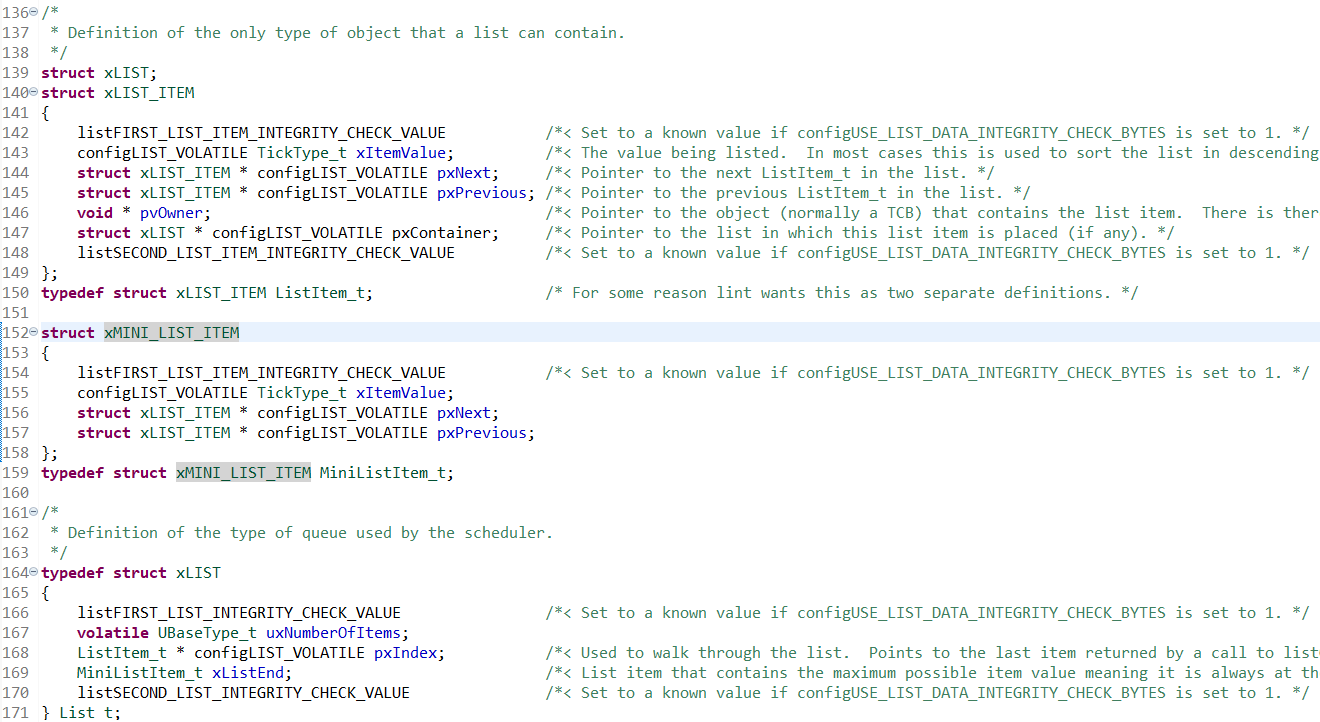 136 /*
137  * Definition of the only type of object that a list can contain.
138  */
139 struct xLIST;
140 struct xLIST_ITEM
141 {
142     listFIRST_LIST_ITEM_INTEGRITY_CHECK_VALUE           /*< Set to a known value if configUSE_LIST_DATA_INTEGRITY_CHECK_BYTES is set to 1. */
143     configLIST_VOLATILE TickType_t xItemValue;          /*< The value being listed.  In most cases this is used to sort the list in descending
144     struct xLIST_ITEM * configLIST_VOLATILE pxNext;     /*< Pointer to the next ListItem_t in the list. */
145     struct xLIST_ITEM * configLIST_VOLATILE pxPrevious; /*< Pointer to the previous ListItem_t in the list. */
146     void * pvOwner;                                     /*< Pointer to the object (normally a TCB) that contains the list item.  There is ther
147     struct xLIST * configLIST_VOLATILE pxContainer;     /*< Pointer to the list in which this list item is placed (if any). */
148     listSECOND_LIST_ITEM_INTEGRITY_CHECK_VALUE          /*< Set to a known value if configUSE_LIST_DATA_INTEGRITY_CHECK_BYTES is set to 1. */
149 };
150 typedef struct xLIST_ITEM ListItem_t;                   /* For some reason lint wants this as two separate definitions. */
151
152 struct xMINI_LIST_ITEM
153 {
154     listFIRST_LIST_ITEM_INTEGRITY_CHECK_VALUE           /*< Set to a known value if configUSE_LIST_DATA_INTEGRITY_CHECK_BYTES is set to 1. */
155     configLIST_VOLATILE TickType_t xItemValue;
156     struct xLIST_ITEM * configLIST_VOLATILE pxNext;
157     struct xLIST_ITEM * configLIST_VOLATILE pxPrevious;
158 };
159 typedef struct xMINI_LIST_ITEM MiniListItem_t;
160
161 /*
162  * Definition of the type of queue used by the scheduler.
163  */
164 typedef struct xLIST
165 {
166     listFIRST_LIST_INTEGRITY_CHECK_VALUE                /*< Set to a known value if configUSE_LIST_DATA_INTEGRITY_CHECK_BYTES is set to 1. */
167     volatile UBaseType_t uxNumberOfItems;
168     ListItem_t * configLIST_VOLATILE pxIndex;           /*< Used to walk through the list.  Points to the last item returned by a call to list
169     MiniListItem_t xListEnd;                            /*< List item that contains the maximum possible item value meaning it is always at th
170     listSECOND_LIST_INTEGRITY_CHECK_VALUE               /*< Set to a known value if configUSE_LIST_DATA_INTEGRITY_CHECK_BYTES is set to 1. */
171 } List_t;